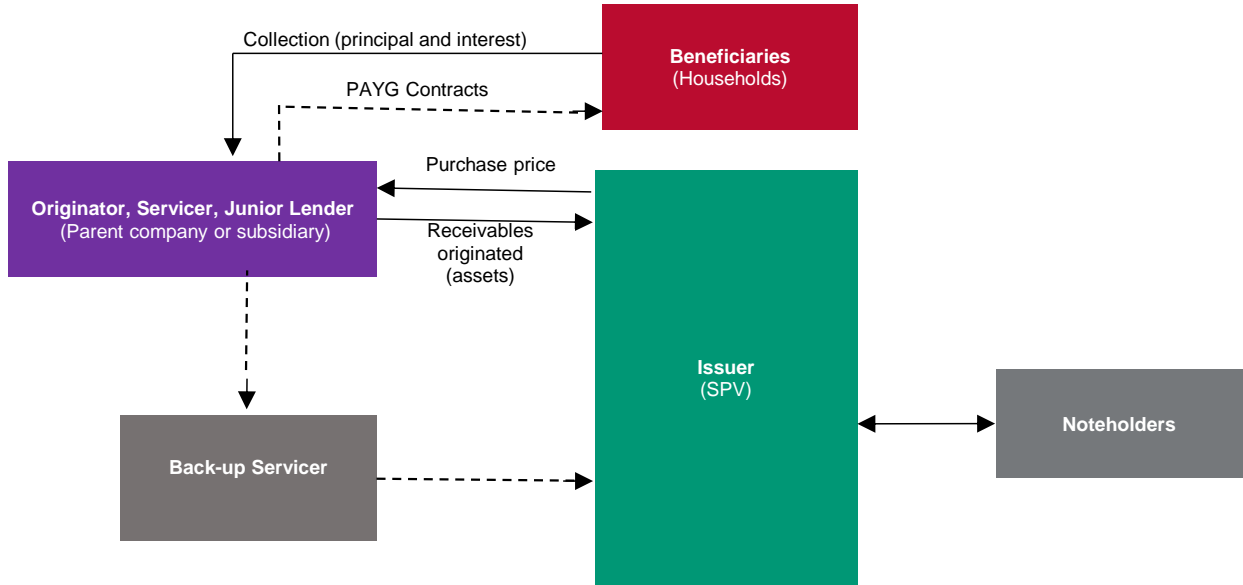 Collection (principal and interest)
Beneficiaries
(Households)
PAYG Contracts
Purchase price
Originator, Servicer, Junior Lender
(Parent company or subsidiary)
Receivables
originated
(assets)
Issuer
(SPV)
Noteholders
Back-up Servicer